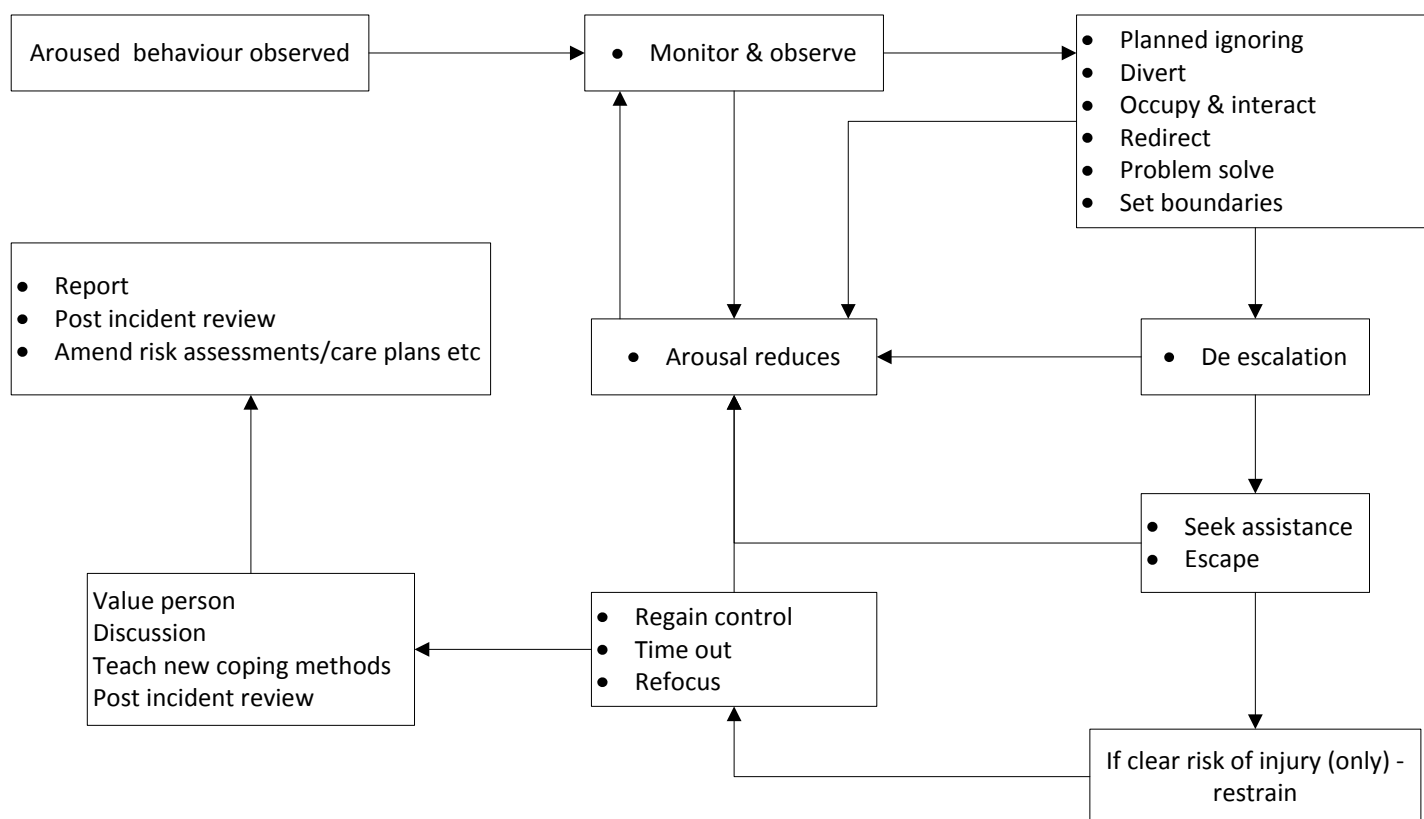 Aroused behaviour observed
• Monitor & observe
• Planned ignoring
• Divert
• Occupy & interact
• Redirect
• Problem solve
• Set boundaries
• Report
• Post incident review
• Amend risk assessments/care plans etc
• Arousal reduces
• De escalation
• Seek assistance
• Escape
Value person
Discussion
Teach new coping methods
Post incident review
• Regain control
• Time out
• Refocus
If clear risk of injury (only) -
restrain